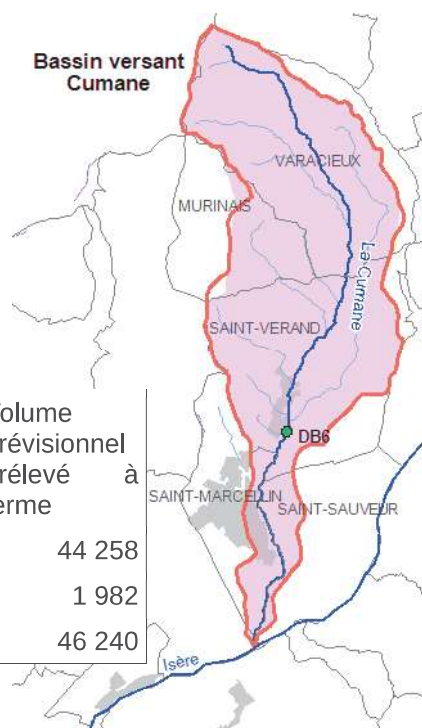 Bassin versant
Cumane
VARACIEUX
MURINAIS
La Cumane
SAINT-VERAND
DB6
SAINT-MARCELLIN
SAINT-SAUVEUR
Isère
olume
révisionnel
rélevé à
erme
44 258
1 982
46 240